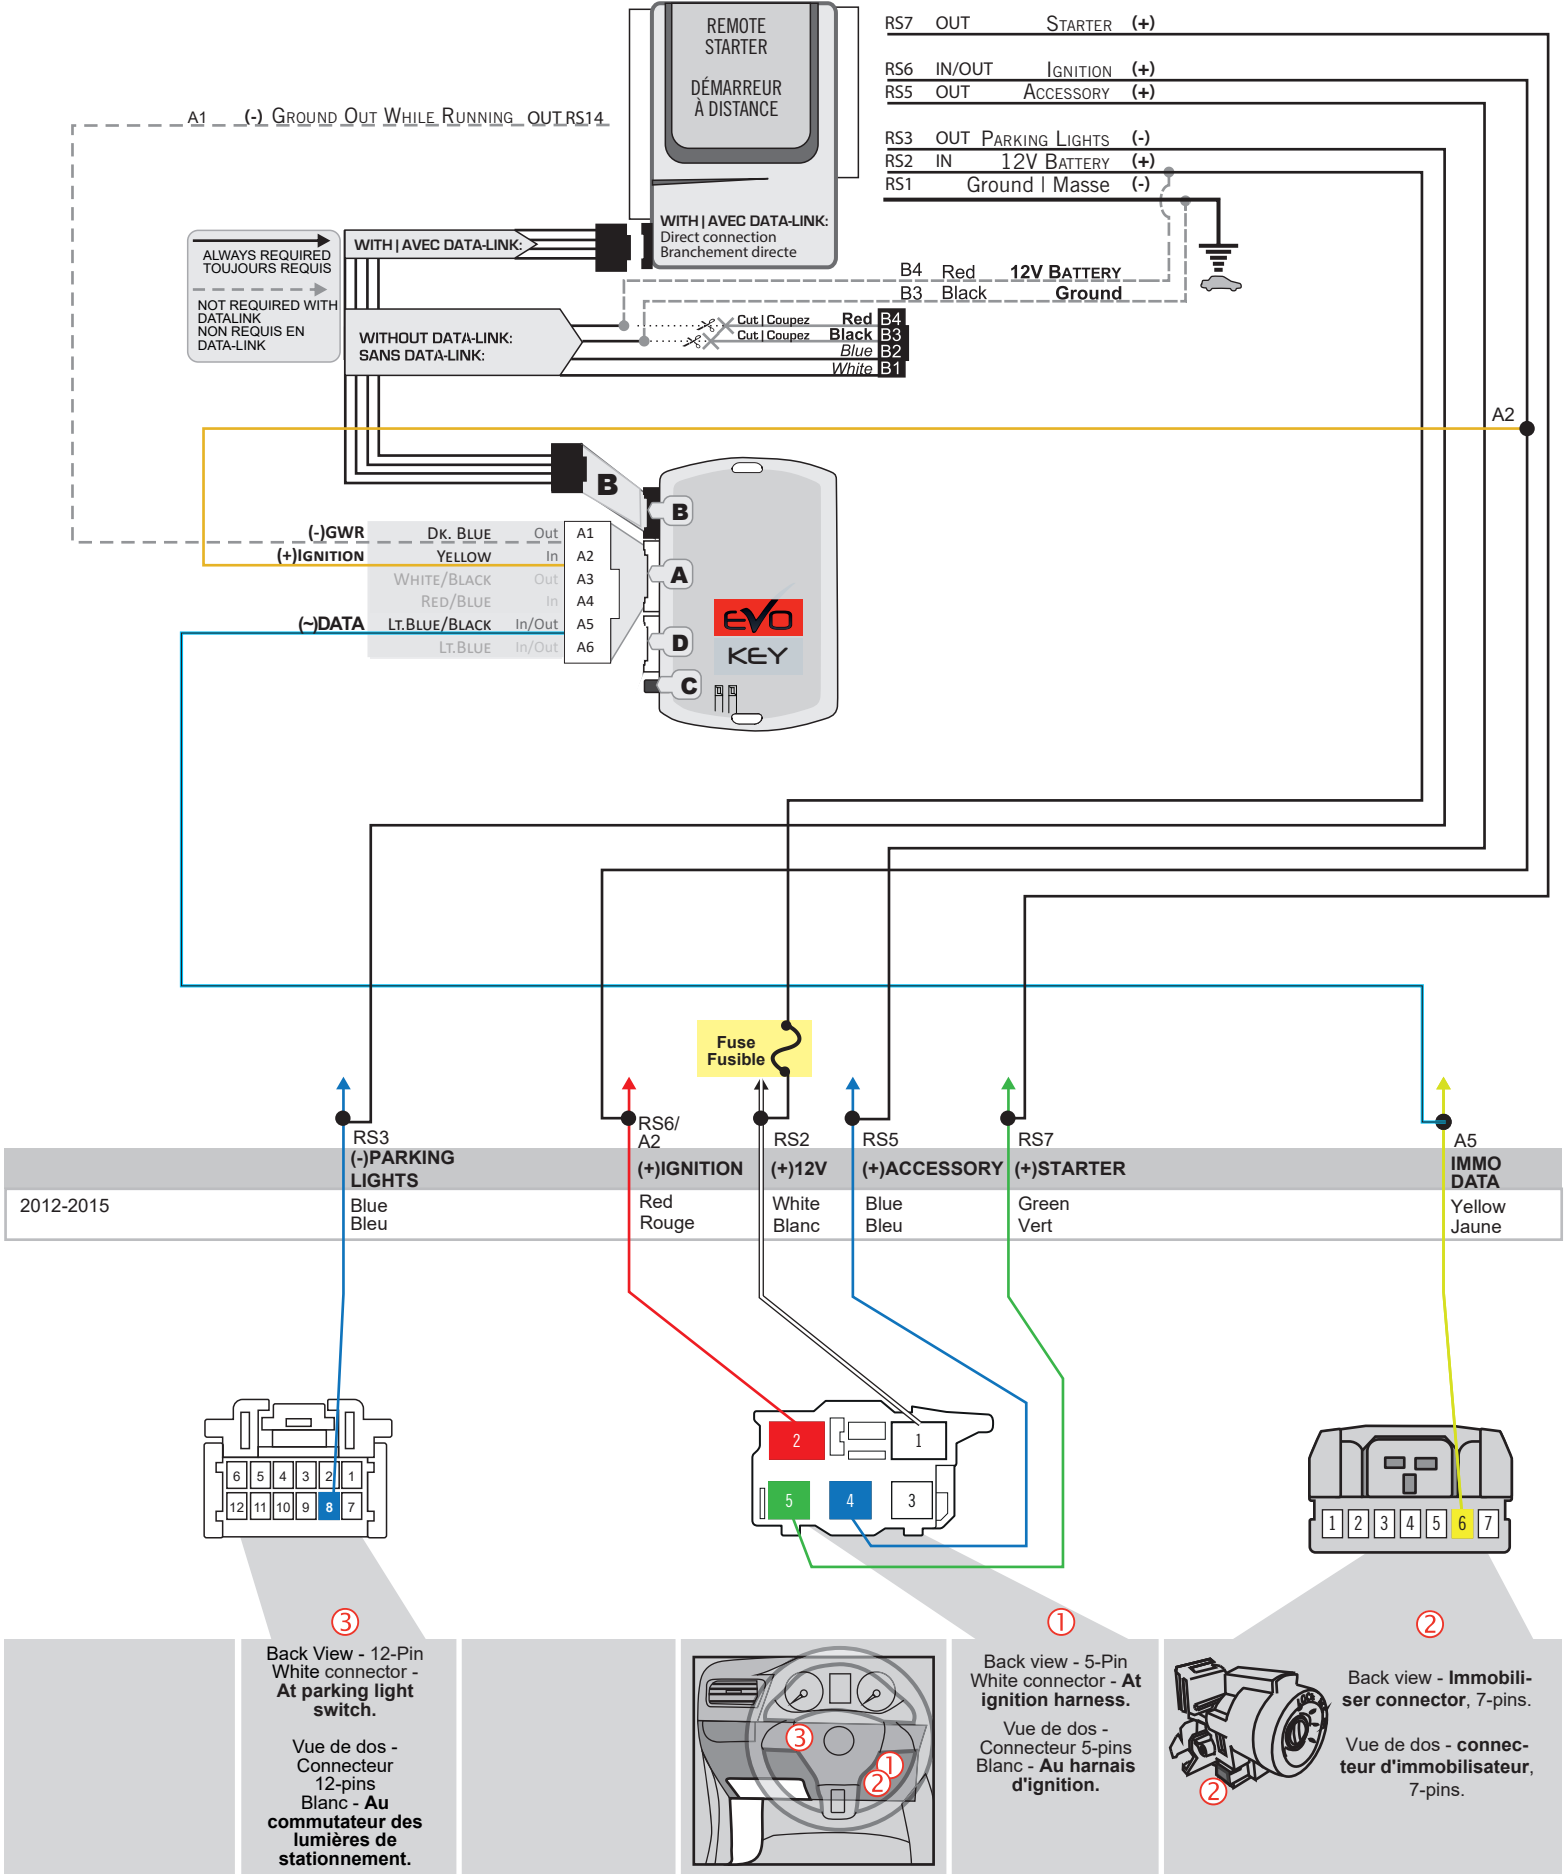 REMOTE
STARTER
DÉMARREUR
À DISTANCE
WITH | AVEC DATA-LINK:
Direct connection
Branchement directe
RS7 OUT STARTER (+)
RS6 IN/OUT IGNITION (+)
RS5 OUT ACCESSORY (+)
RS3 OUT PARKING LIGHTS (-)
RS2 IN 12V BATTERY (+)
RS1 Ground | Masse (-)
A1 (-) GROUND OUT WHILE RUNNING OUT RS14
ALWAYS REQUIRED
TOUJOURS REQUIS
NOT REQUIRED WITH
DATALINK
NON REQUIS EN
DATA-LINK
WITH | AVEC DATA-LINK:
B4 Red 12V BATTERY
B3 Black Ground
WITHOUT DATA-LINK:
SANS DATA-LINK:
Cut | Coupez Red B4
Cut | Coupez Black B3
Blue B2
White B1
A2
B
B
A
D
C
EVO
KEY
(-)GWR DK. BLUE Out A1
(+)IGNITION YELLOW In A2
WHITE/BLACK Out A3
RED/BLUE In A4
(~)DATA LT.BLUE/BLACK In/Out A5
LT.BLUE In/Out A6
Fuse
Fusible
RS3
(-)PARKING
LIGHTS
RS6/
A2
(+)IGNITION
RS2
(+)12V
RS5
(+)ACCESSORY
RS7
(+)STARTER
A5
IMMO
DATA
2012-2015
Blue
Bleu
Red
Rouge
White
Blanc
Blue
Bleu
Green
Vert
Yellow
Jaune
6 5 4 3 2 1
12 11 10 9 8 7
2 1
5 4 3
1 2 3 4 5 6 7
3
Back View - 12-Pin
White connector -
At parking light
switch.
Vue de dos -
Connecteur
12-pins
Blanc - Au
commutateur des
lumières de
stationnement.
3
1
2
1
Back view - 5-Pin
White connector - At
ignition harness.
Vue de dos -
Connecteur 5-pins
Blanc - Au harnais
d'ignition.
2
LOCK
2
Back view - Immobili-
ser connector, 7-pins.
Vue de dos - connec-
teur d'immobilisateur,
7-pins.